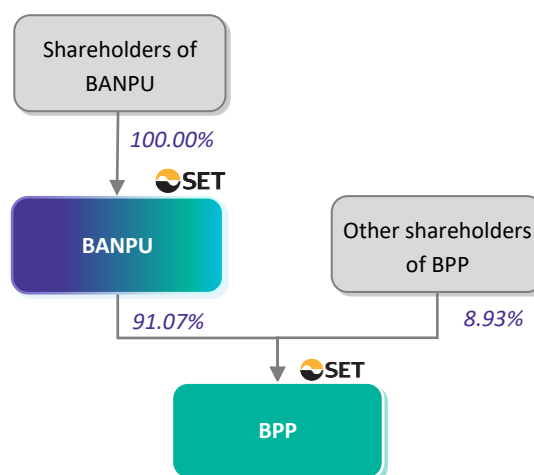 Shareholders of
BANPU
100.00%
SET
BANPU
Other shareholders
of BPP
91.07%
8.93%
SET
BPP